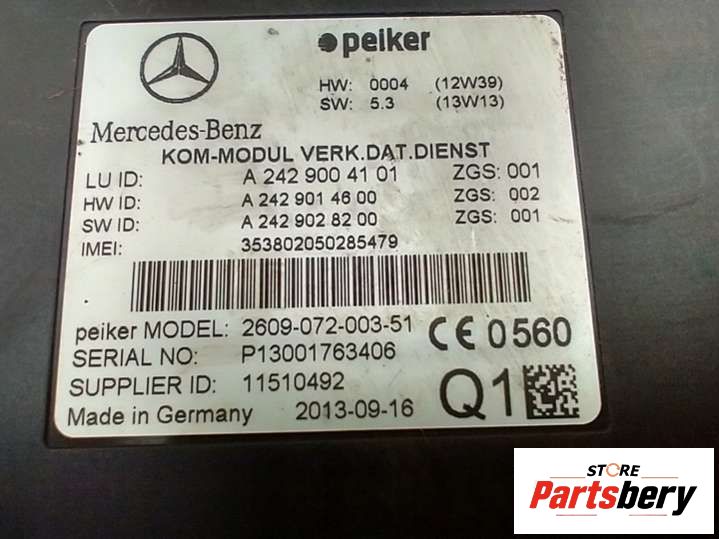 peiker
HW: 0004 (12W39)
SW: 5.3 (13W13)
Mercedes-Benz
KOM-MODUL VERK.DAT.DIENST
LU ID: A 242 900 41 01 ZGS: 001
HW ID: A 242 901 46 00 ZGS: 002
SW ID: A 242 902 82 00 ZGS: 001
IMEI: 353802050285479
peiker MODEL: 2609-072-003-51 CE 0560
SERIAL NO: P13001763406
SUPPLIER ID: 11510492 Q1
Made in Germany 2013-09-16
STORE
Partsbery